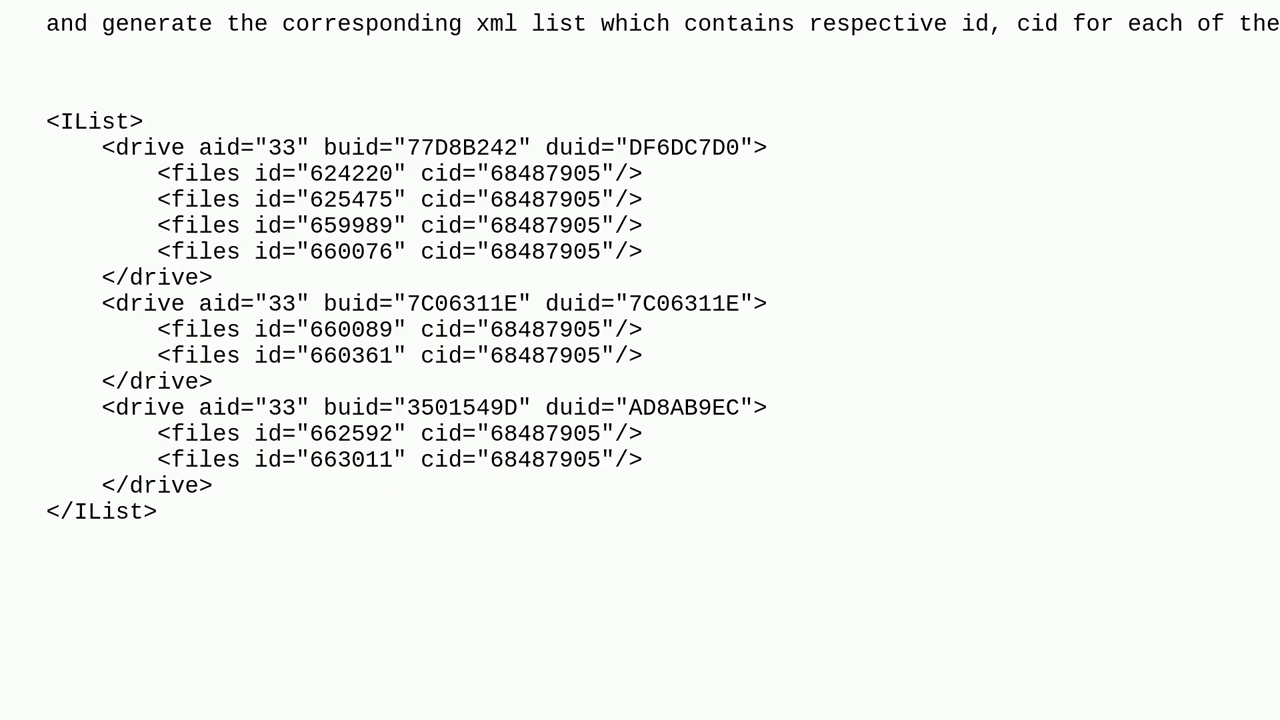 and generate the corresponding xml list which contains respective id, cid for each of the
<IList>
    <drive aid="33" buid="77D8B242" duid="DF6DC7D0">
        <files id="624220" cid="68487905"/>
        <files id="625475" cid="68487905"/>
        <files id="659989" cid="68487905"/>
        <files id="660076" cid="68487905"/>
    </drive>
    <drive aid="33" buid="7C06311E" duid="7C06311E">
        <files id="660089" cid="68487905"/>
        <files id="660361" cid="68487905"/>
    </drive>
    <drive aid="33" buid="3501549D" duid="AD8AB9EC">
        <files id="662592" cid="68487905"/>
        <files id="663011" cid="68487905"/>
    </drive>
</IList>